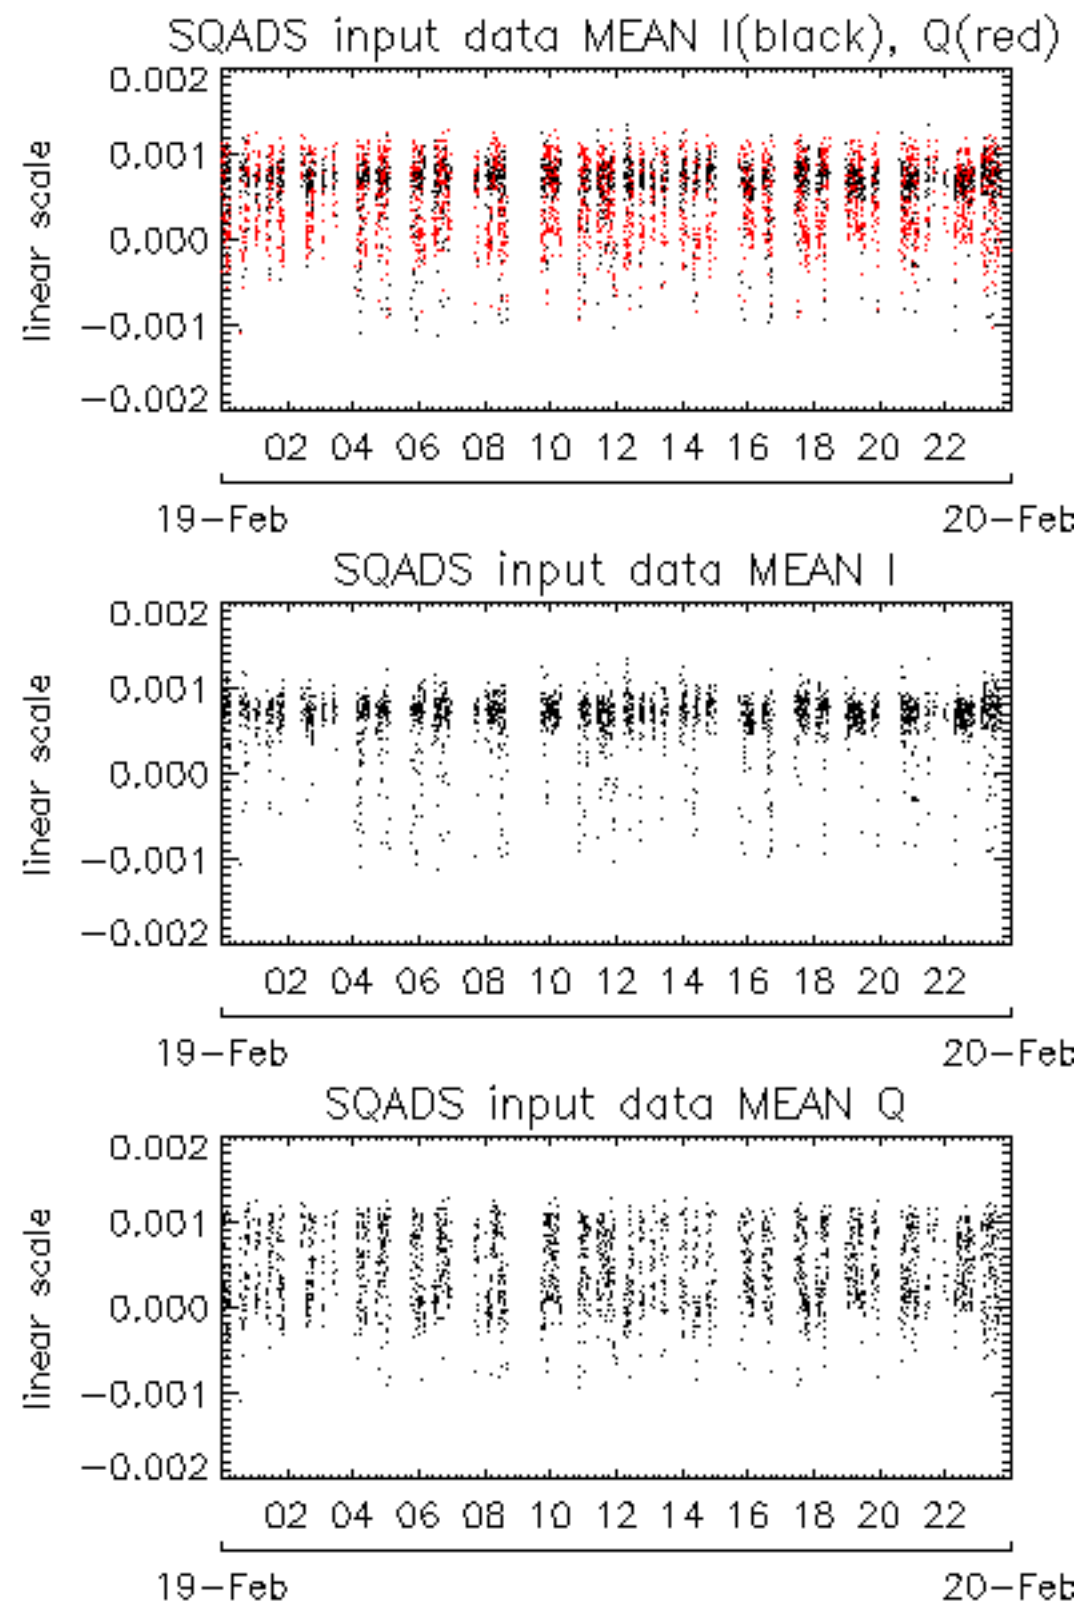 SQADS input data MEAN I(black), Q(red)
0.002
0.001
0.000
−0.001
−0.002
linear scale
02 04 06 08 10 12 14 16 18 20 22
19−Feb 20−Feb
SQADS input data MEAN I
0.002
0.001
0.000
−0.001
−0.002
linear scale
02 04 06 08 10 12 14 16 18 20 22
19−Feb 20−Feb
SQADS input data MEAN Q
0.002
0.001
0.000
−0.001
−0.002
linear scale
02 04 06 08 10 12 14 16 18 20 22
19−Feb 20−Feb